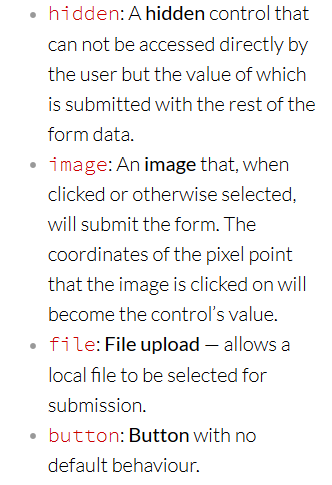 hidden: A hidden control that
can not be accessed directly by
the user but the value of which
is submitted with the rest of the
form data.
image: An image that, when
clicked or otherwise selected,
will submit the form. The
coordinates of the pixel point
that the image is clicked on will
become the control’s value.
file: File upload — allows a
local file to be selected for
submission.
button: Button with no
default behaviour.